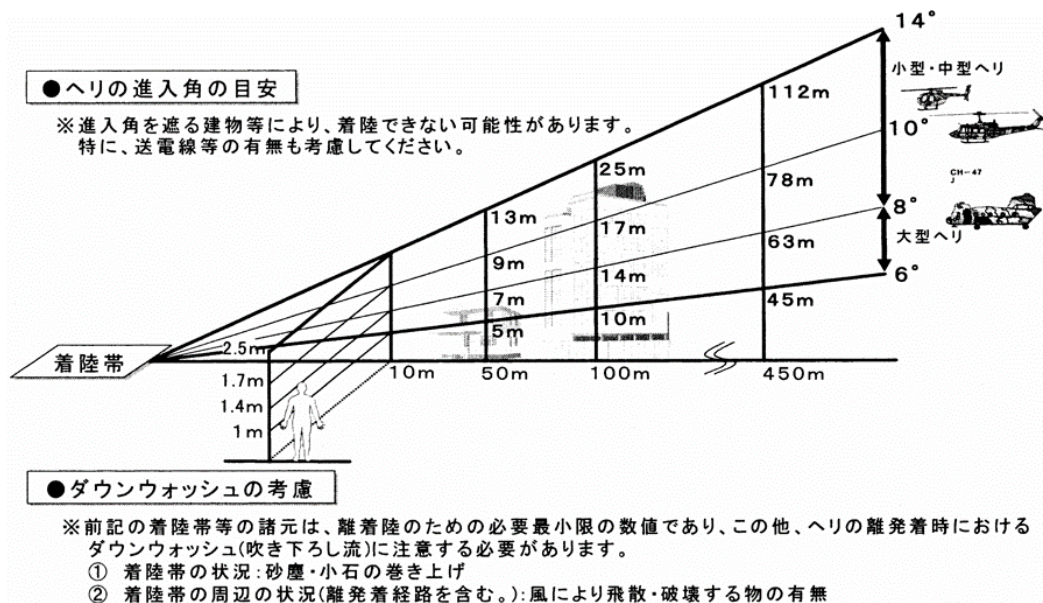 14°
●ヘリの進入角の目安
小型・中型ヘリ
※進入角を遮る建物等により、着陸できない可能性があります。
特に、送電線等の有無も考慮してください。
112m
10°
25m
78m
CH-47
J
13m
17m
8°
9m
63m
大型ヘリ
14m
7m
6°
5m
10m
45m
2.5m
着陸帯
10m
50m
100m
450m
1.7m
1.4m
1m
●ダウンウォッシュの考慮
※前記の着陸帯等の諸元は、離着陸のための必要最小限の数値であり、この他、ヘリの離発着時における
ダウンウォッシュ(吹き下ろし流)に注意する必要があります。
① 着陸帯の状況:砂塵・小石の巻き上げ
② 着陸帯の周辺の状況(離発着経路を含む。):風により飛散・破壊する物の有無